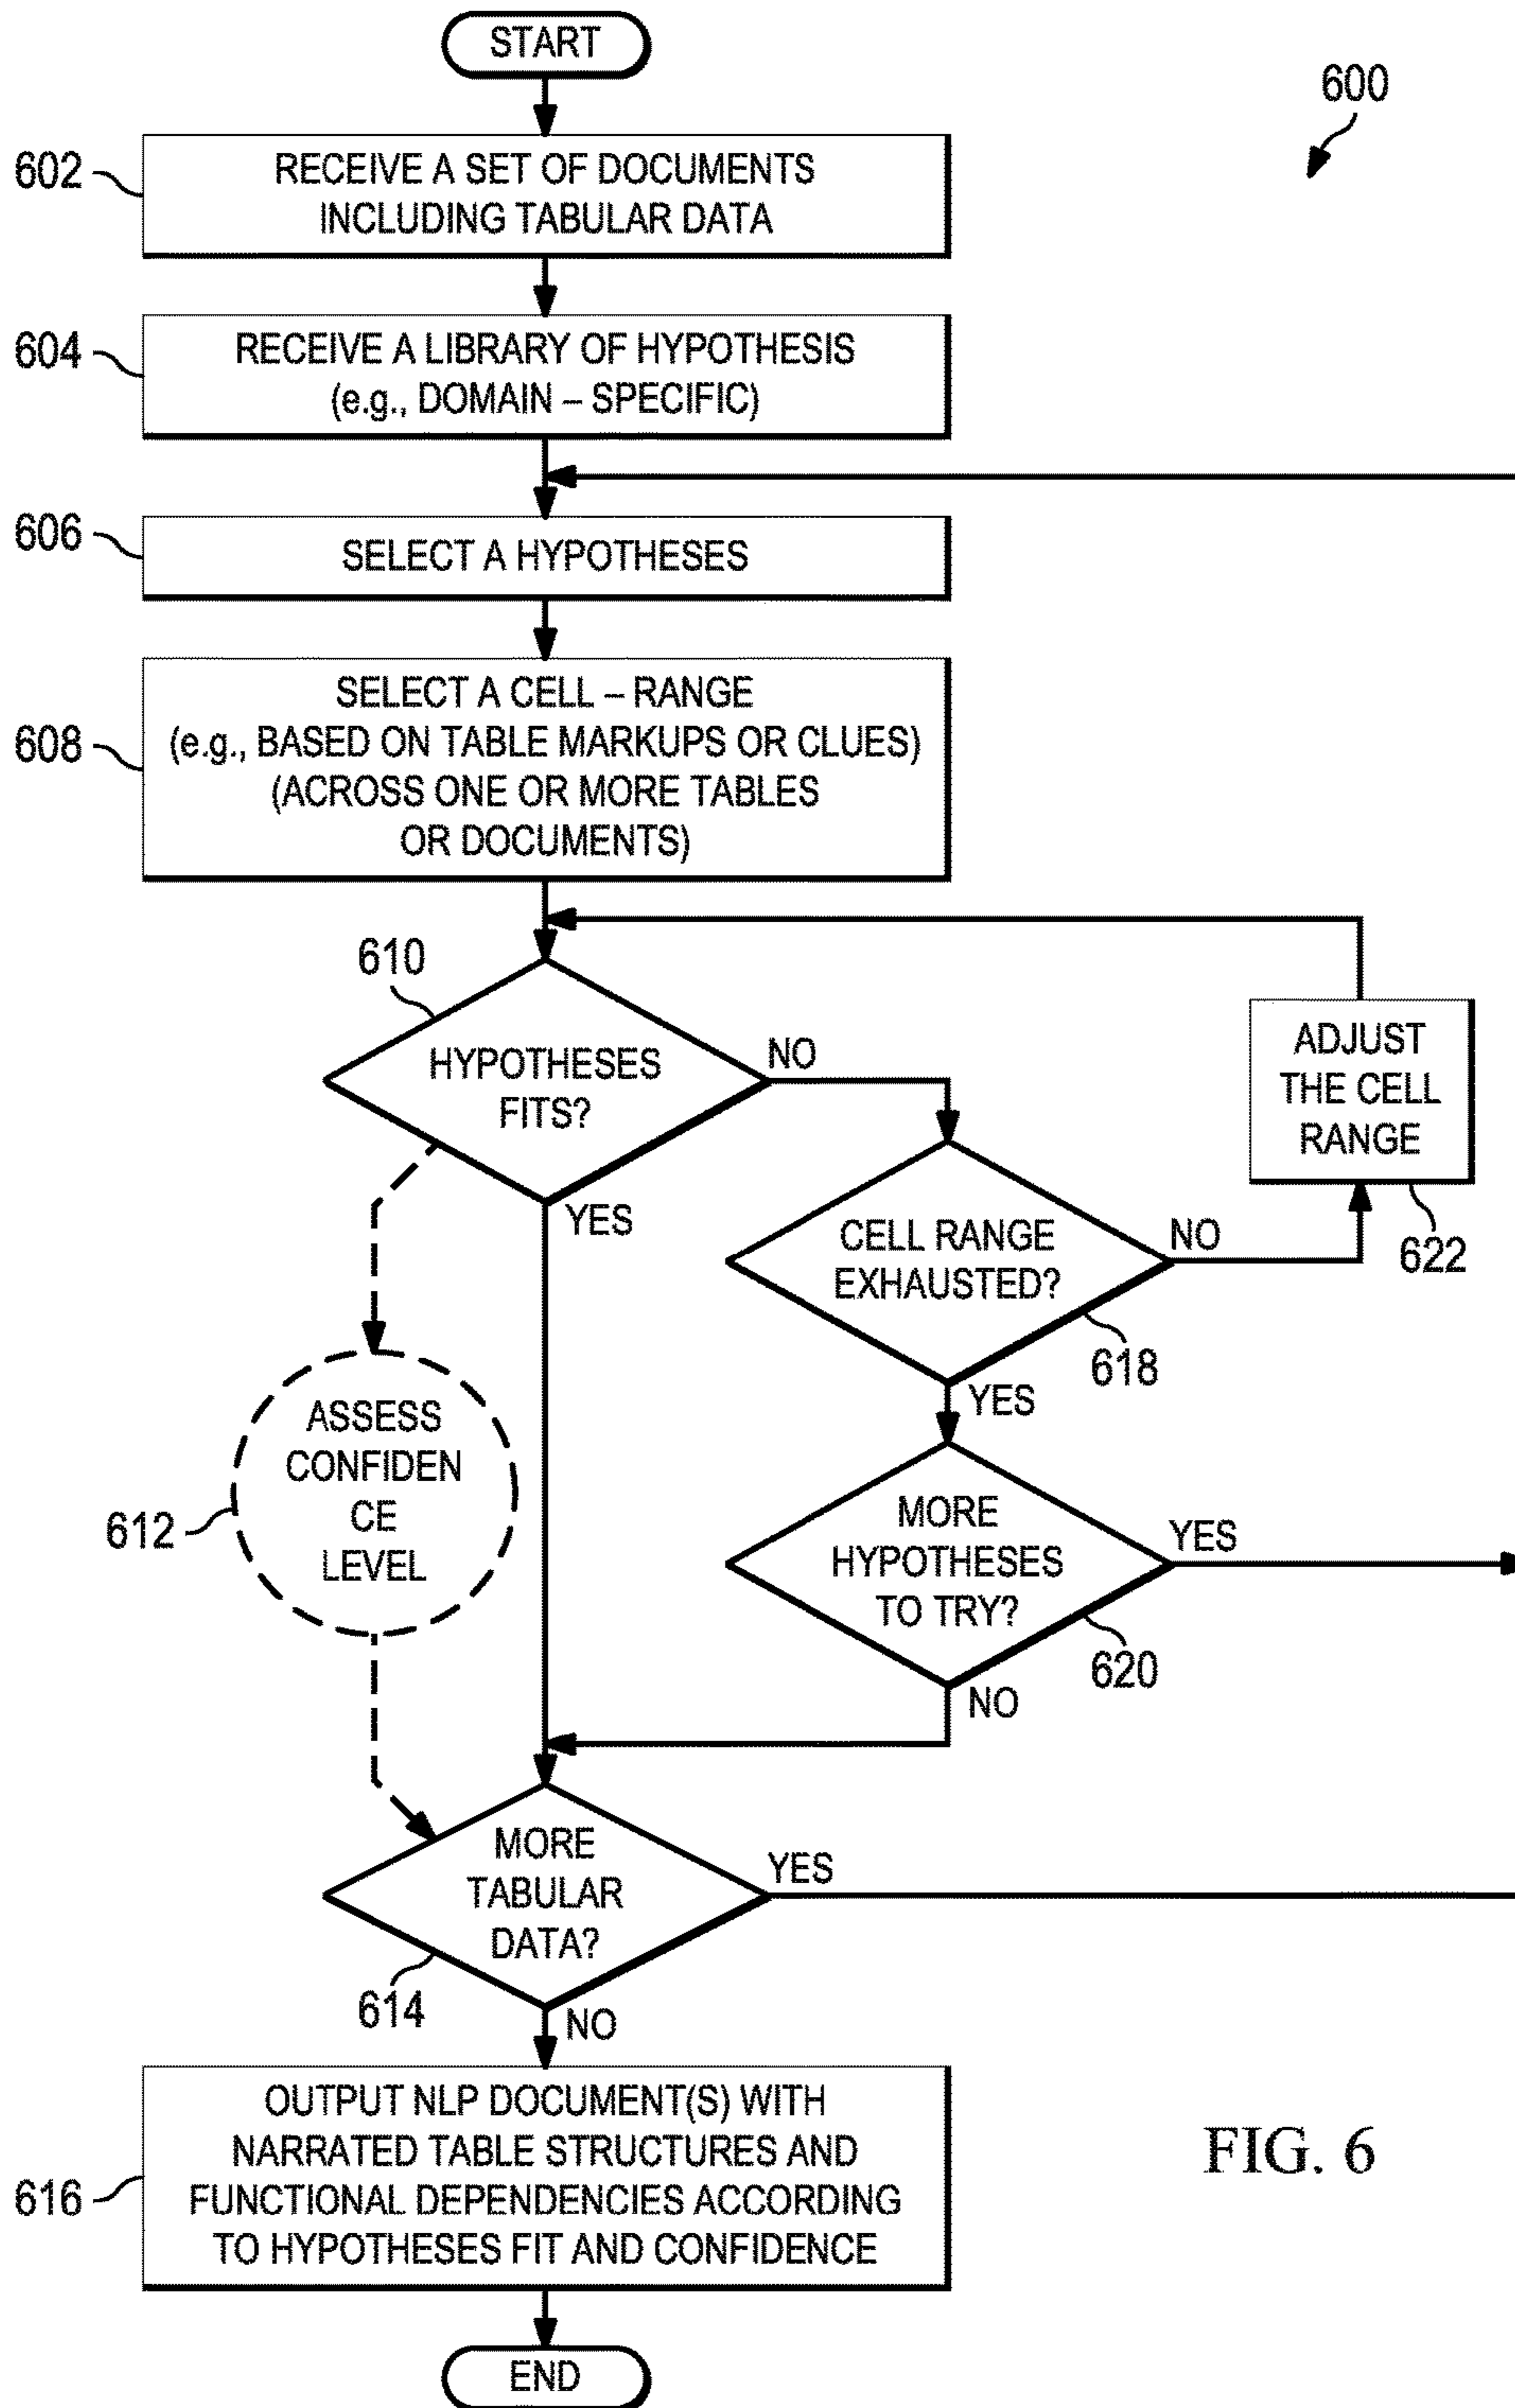 START
600
602
RECEIVE A SET OF DOCUMENTS
INCLUDING TABULAR DATA
604
RECEIVE A LIBRARY OF HYPOTHESIS
(e.g., DOMAIN – SPECIFIC)
606
SELECT A HYPOTHESES
608
SELECT A CELL – RANGE
(e.g., BASED ON TABLE MARKUPS OR CLUES)
(ACROSS ONE OR MORE TABLES
OR DOCUMENTS)
610
HYPOTHESES
FITS?
NO
YES
ADJUST
THE CELL
RANGE
622
CELL RANGE
EXHAUSTED?
NO
618
YES
ASSESS
CONFIDEN
CE
LEVEL
612
MORE
HYPOTHESES
TO TRY?
YES
620
NO
MORE
TABULAR
DATA?
YES
614
NO
616
OUTPUT NLP DOCUMENT(S) WITH
NARRATED TABLE STRUCTURES AND
FUNCTIONAL DEPENDENCIES ACCORDING
TO HYPOTHESES FIT AND CONFIDENCE
FIG. 6
END